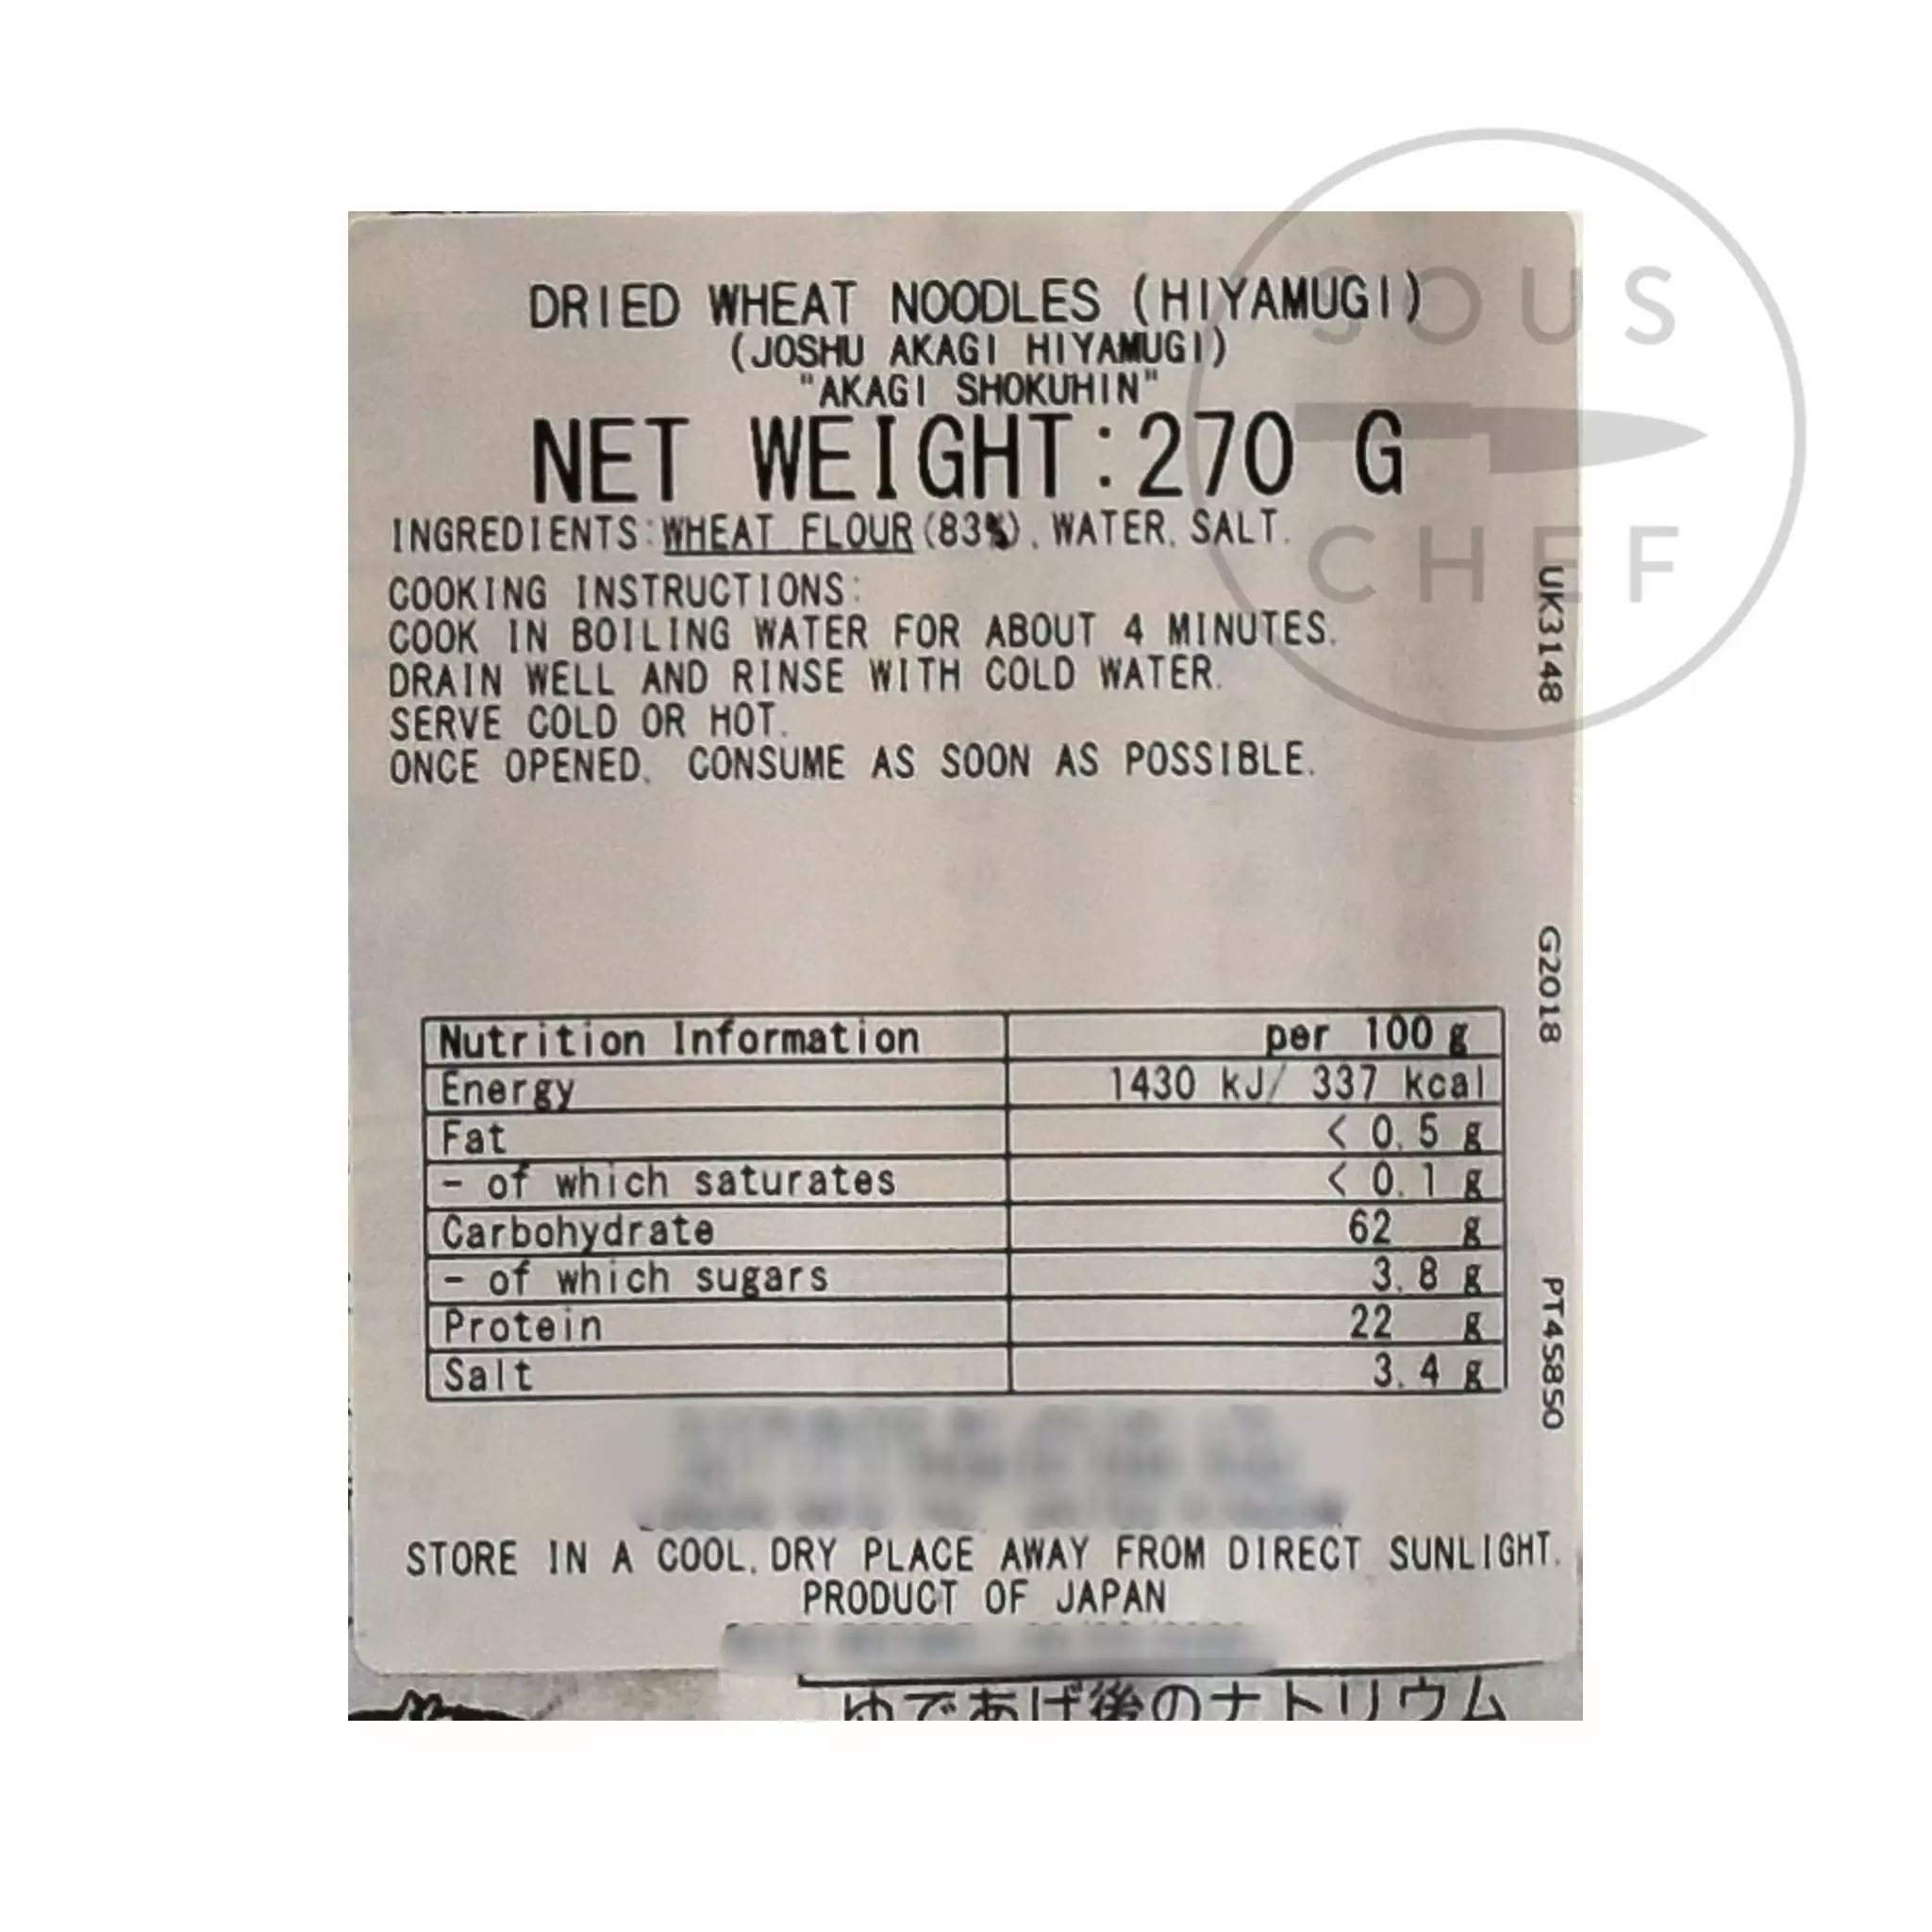 SOUS
CHEF
DRIED WHEAT NOODLES (HIYAMUGI)
(JOSHU AKAGI HIYAMUGI)
"AKAGI SHOKUHIN"
NET WEIGHT:270 G
INGREDIENTS:WHEAT FLOUR(83%), WATER, SALT.
COOKING INSTRUCTIONS:
COOK IN BOILING WATER FOR ABOUT 4 MINUTES.
DRAIN WELL AND RINSE WITH COLD WATER.
SERVE COLD OR HOT.
ONCE OPENED, CONSUME AS SOON AS POSSIBLE.
UK3148
G2018
PT45850
Nutrition Information per 100 g
Energy 1430 kJ/ 337 kcal
Fat < 0.5 g
- of which saturates < 0.1 g
Carbohydrate 62 g
- of which sugars 3.8 g
Protein 22 g
Salt 3.4 g
STORE IN A COOL, DRY PLACE AWAY FROM DIRECT SUNLIGHT.
PRODUCT OF JAPAN
ゆであげ後のナトリウム